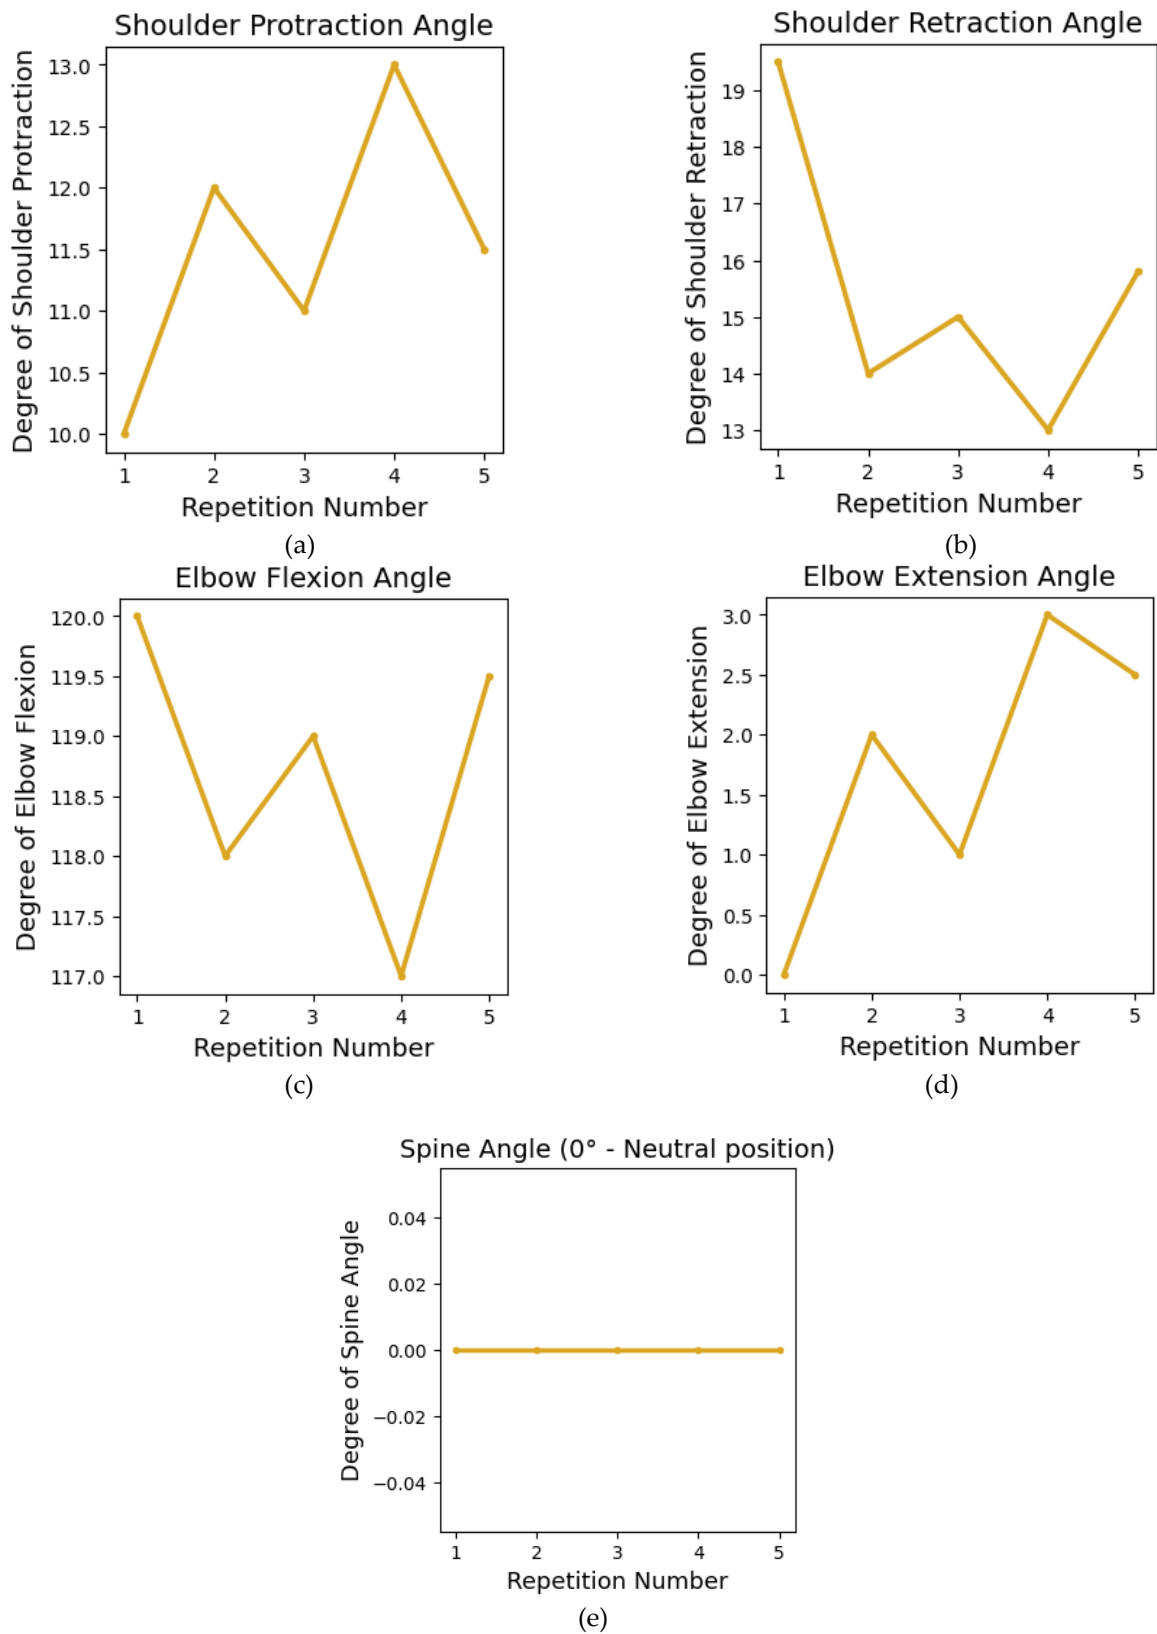 Shoulder Protraction Angle
Degree of Shoulder Protraction
13.0
12.5
12.0
11.5
11.0
10.5
10.0
1 2 3 4 5
Repetition Number
(a)
Shoulder Retraction Angle
Degree of Shoulder Retraction
19
18
17
16
15
14
13
1 2 3 4 5
Repetition Number
(b)
Elbow Flexion Angle
Degree of Elbow Flexion
120.0
119.5
119.0
118.5
118.0
117.5
117.0
1 2 3 4 5
Repetition Number
(c)
Elbow Extension Angle
Degree of Elbow Extension
3.0
2.5
2.0
1.5
1.0
0.5
0.0
1 2 3 4 5
Repetition Number
(d)
Spine Angle (0° - Neutral position)
Degree of Spine Angle
0.04
0.02
0.00
−0.02
−0.04
1 2 3 4 5
Repetition Number
(e)